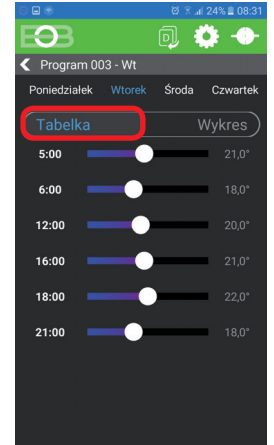 24% 08:31
EOB
Program 003 - Wt
Poniedziałek Wtorek Środa Czwartek
Tabelka Wykres
5:00 21,0°
6:00 18,0°
12:00 20,0°
16:00 21,0°
18:00 22,0°
21:00 18,0°